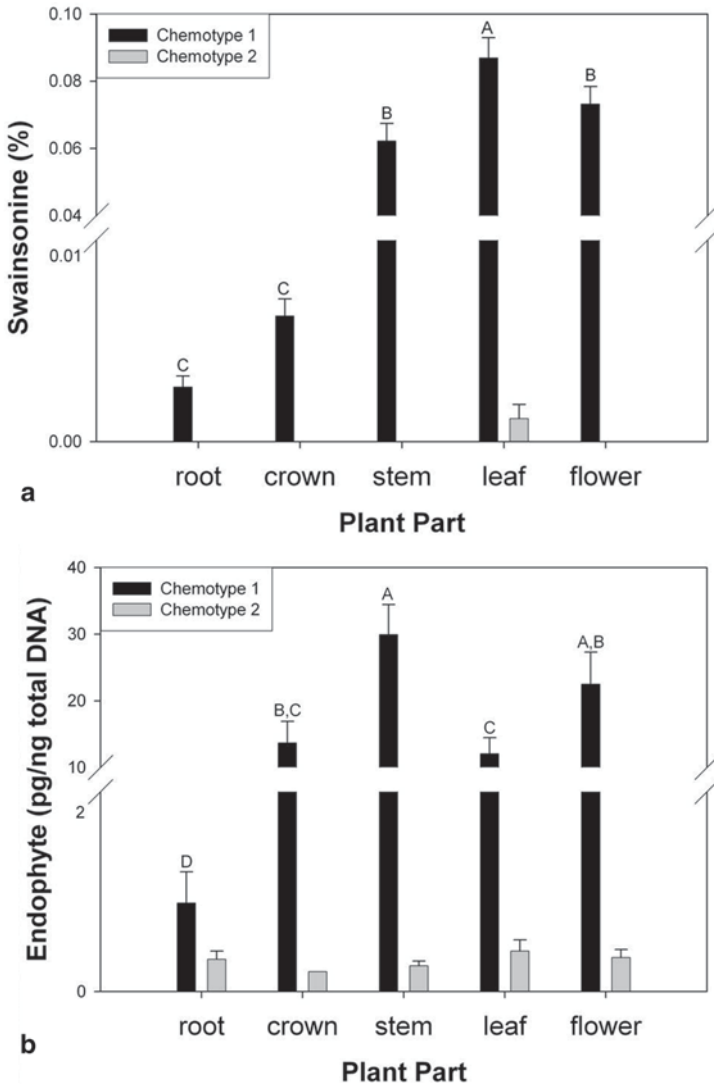 0.10
Chemotype 1
Chemotype 2
A
B
B
0.08
0.06
0.04
Swainsonine (%)
0.01
C
C
0.00
root crown stem leaf flower
a
Plant Part
40
Chemotype 1
Chemotype 2
A
A,B
30
20
B,C
C
10
Endophyte (pg/ng total DNA)
2
D
0
root crown stem leaf flower
b
Plant Part